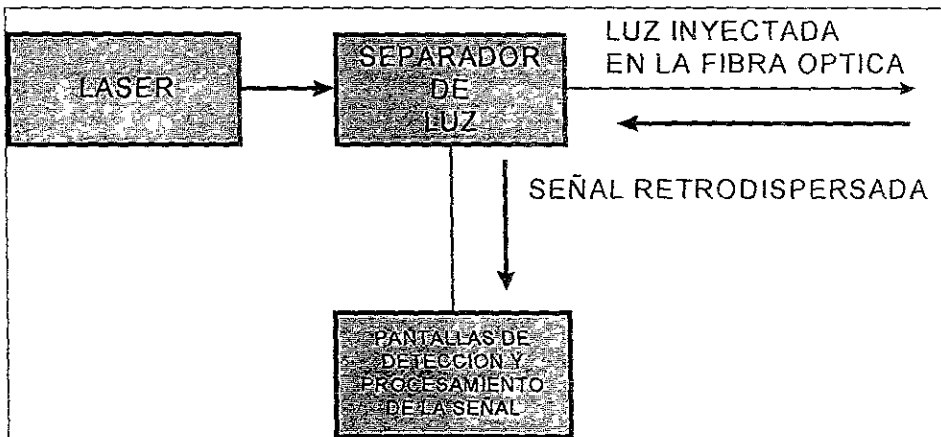 LASER
SEPARADOR
DE
LUZ
LUZ INYECTADA
EN LA FIBRA OPTICA
SEÑAL RETRODISPERSADA
PANTALLAS DE
DETECCION Y
PROCESAMIENTO
DE LA SEÑAL